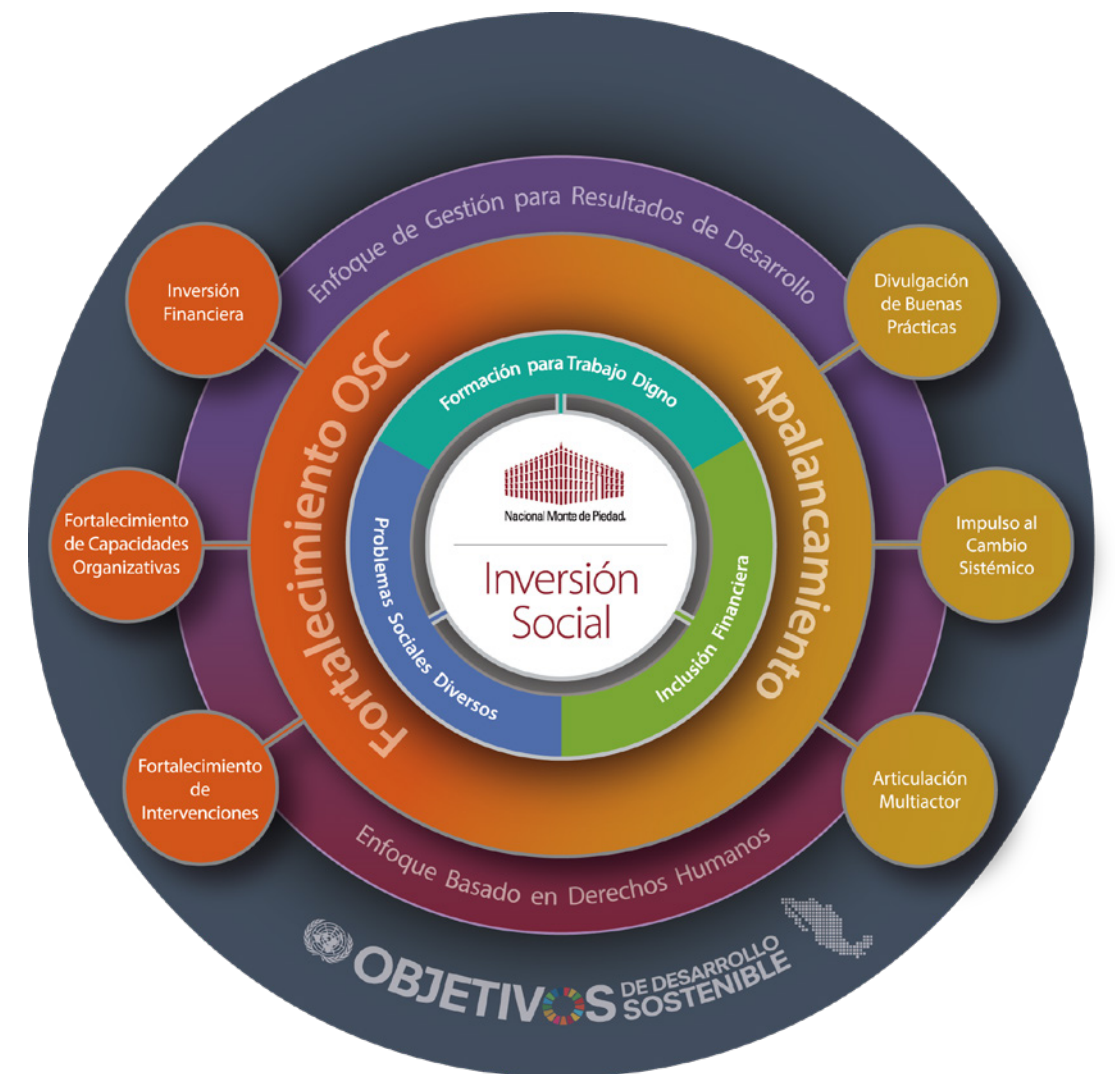 Enfoque de Gestión para Resultados de Desarrollo
Inversión
Financiera
Divulgación
de Buenas
Prácticas
Formación para Trabajo Digno
Fortalecimiento OSC
Apalancamiento
Nacional Monte de Piedad.
Inversión
Social
Problemas Sociales Diversos
Inclusión Financiera
Fortalecimiento
de Capacidades
Organizativas
Impulso al
Cambio
Sistémico
Fortalecimiento
de
Intervenciones
Articulación
Multiactor
Enfoque Basado en Derechos Humanos
OBJETIVOS
DE DESARROLLO
SOSTENIBLE